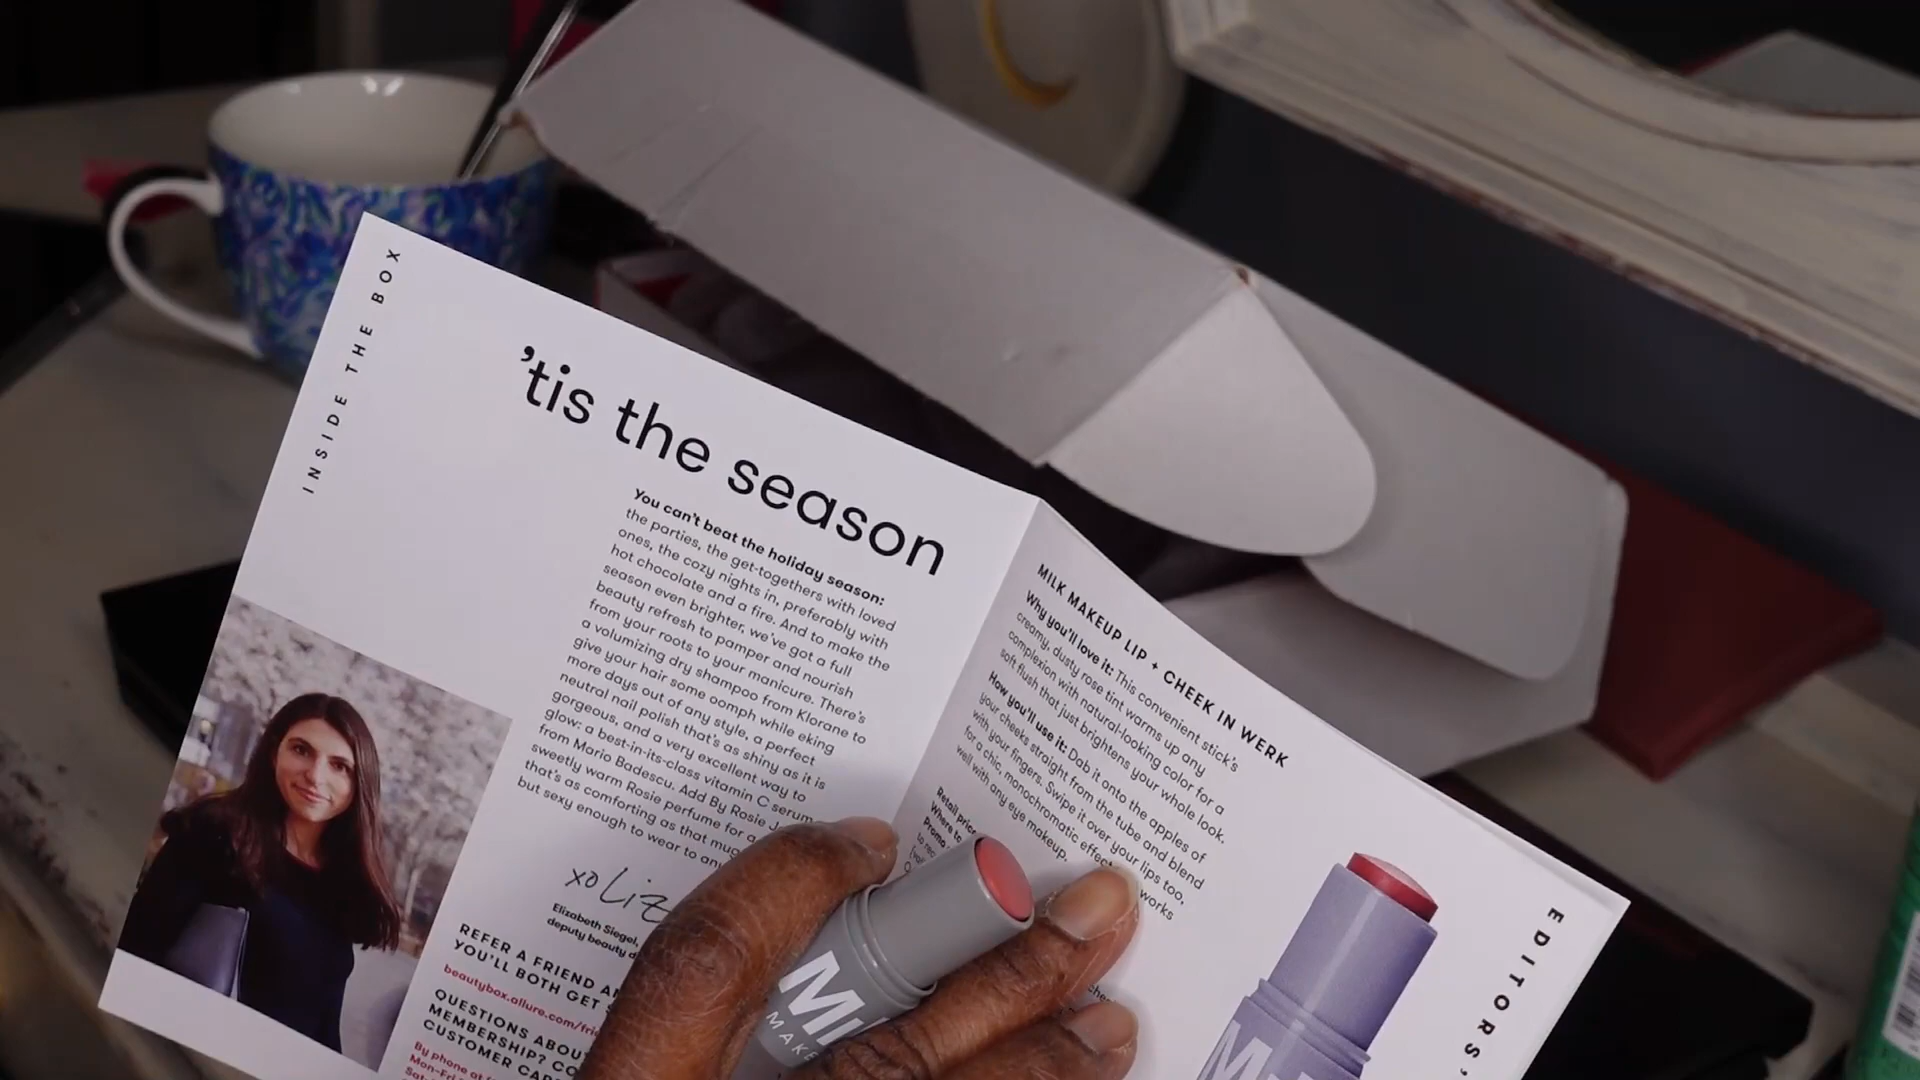 INSIDE THE BOX
'tis the season
You can't beat the holiday season:
the parties, the get-togethers with loved
ones, the cozy nights in, preferably with
hot chocolate and a fire. And to make the
season even brighter, we've got a full
beauty refresh to pamper and nourish
from your roots to your manicure. There's
a volumizing dry shampoo from Klorane to
give your hair some oomph while eking
more days out of any style, a perfect
neutral nail polish that's as shiny as it is
gorgeous, and a very excellent way to
glow: a best-in-its-class vitamin C serum
from Mario Badescu. Add By Rosie J
sweetly warm Rosie perfume for a
that's as comforting as that mug
but sexy enough to wear to any
xo Liz
Elizabeth Siegel,
deputy beauty d
REFER A FRIEND AN
YOU'LL BOTH GET
beautybox.allure.com/frie
QUESTIONS ABOU
MEMBERSHIP? CO
CUSTOMER CAR
By phone at
Mon-Fri
Sat
MILK MAKEUP LIP + CHEEK IN WERK
Why you'll love it: This convenient stick's
creamy, dusty rose tint warms up any
complexion with natural-looking color for a
soft flush that just brightens your whole look.
How you'll use it: Dab it onto the apples of
your cheeks straight from the tube and blend
with your fingers. Swipe it over your lips too,
for a chic, monochromatic effect works
well with any eye makeup.
Retail price
Where to
Promo
to rec
EDITORS'
MAKE